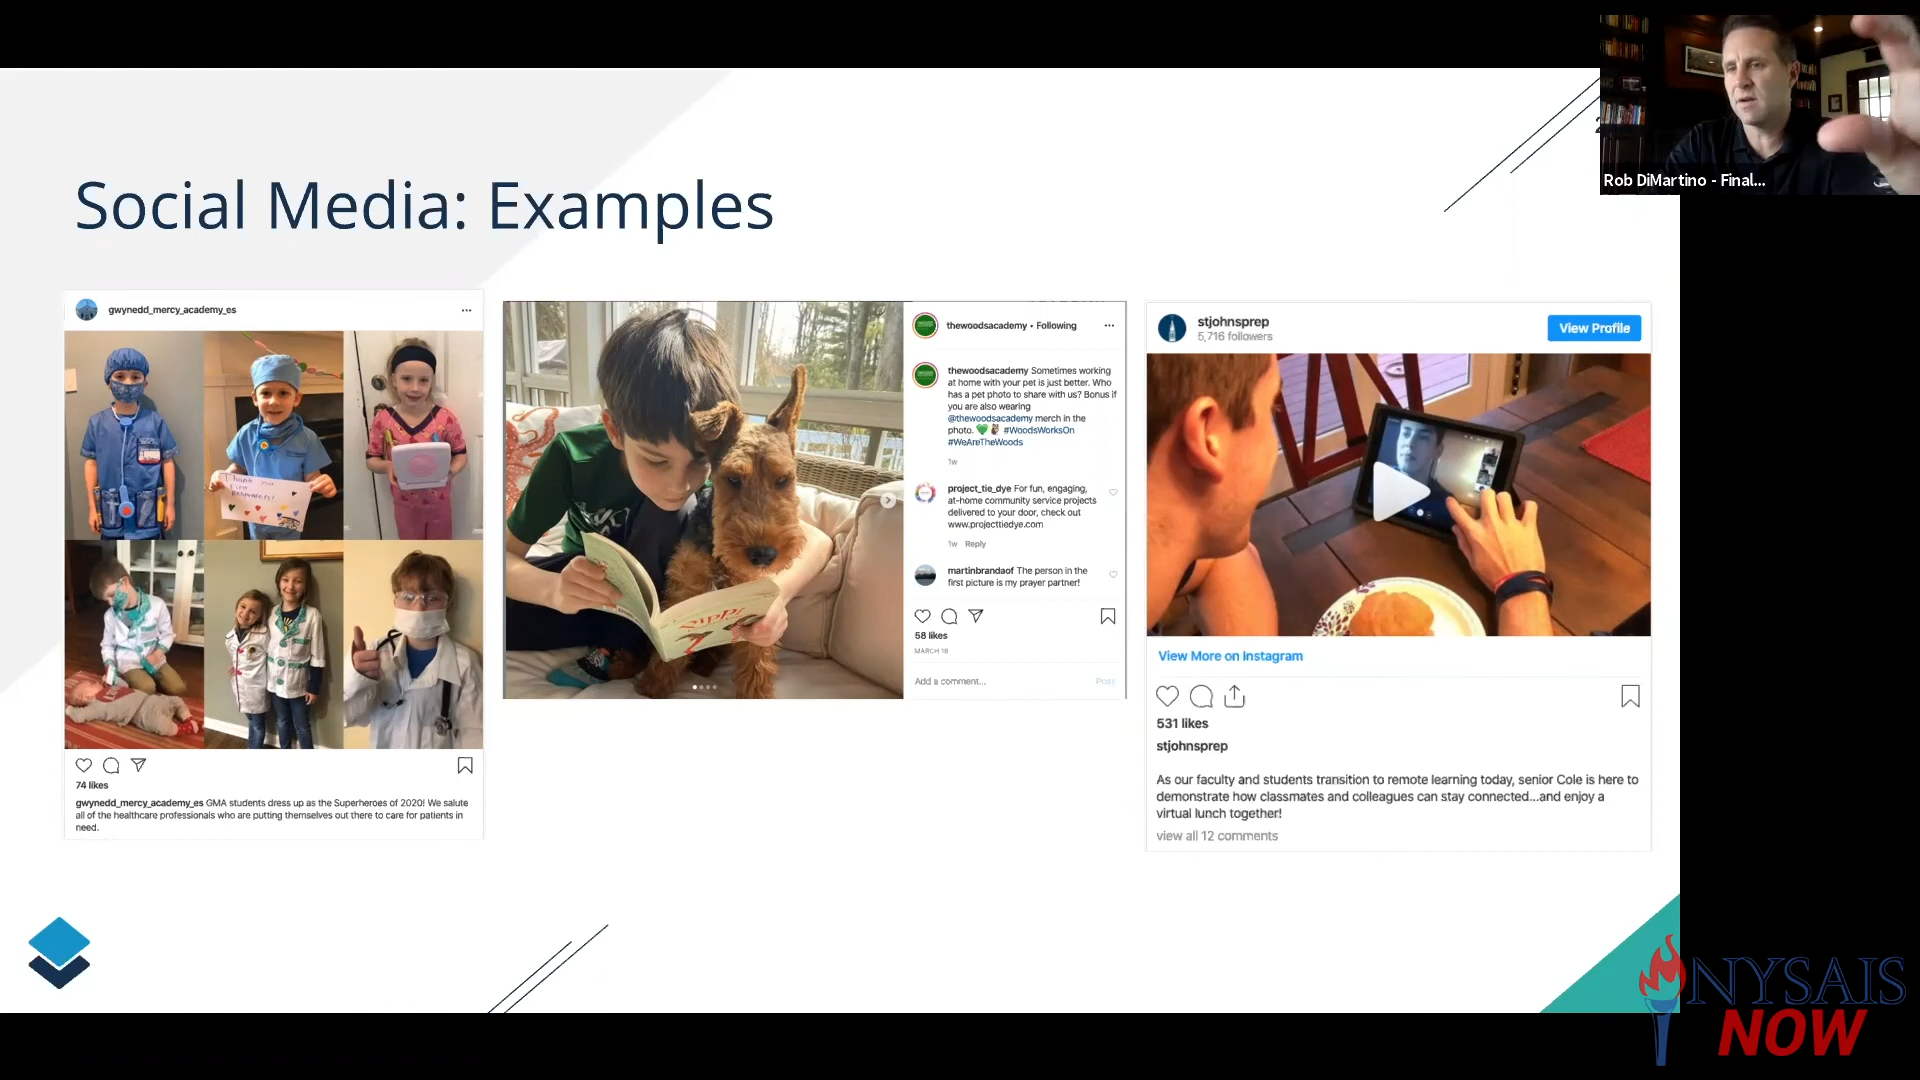 Rob DiMartino - Final...
Social Media: Examples
gwynedd_mercy_academy_es
74 likes
gwynedd_mercy_academy_es GMA students dress up as the Superheroes of 2020! We salute
all of the healthcare professionals who are putting themselves out there to care for patients in
need.
thewoodsacademy • Following
thewoodsacademy Sometimes working
at home with your pet is just better. Who
has a pet photo to share with us? Bonus if
you are also wearing
@thewoodsacademy merch in the
photo. 💚 🦉 #WoodsWorksOn
#WeAreTheWoods
1w
project_tie_dye For fun, engaging,
at-home community service projects
delivered to your door, check out
www.projecttiedye.com
1w Reply
martinbrandaof The person in the
first picture is my prayer partner!
58 likes
MARCH 18
Add a comment...
Post
stjohnsprep
5,716 followers
View Profile
View More on Instagram
531 likes
stjohnsprep
As our faculty and students transition to remote learning today, senior Cole is here to
demonstrate how classmates and colleagues can stay connected...and enjoy a
virtual lunch together!
view all 12 comments
NYSAIS
NOW